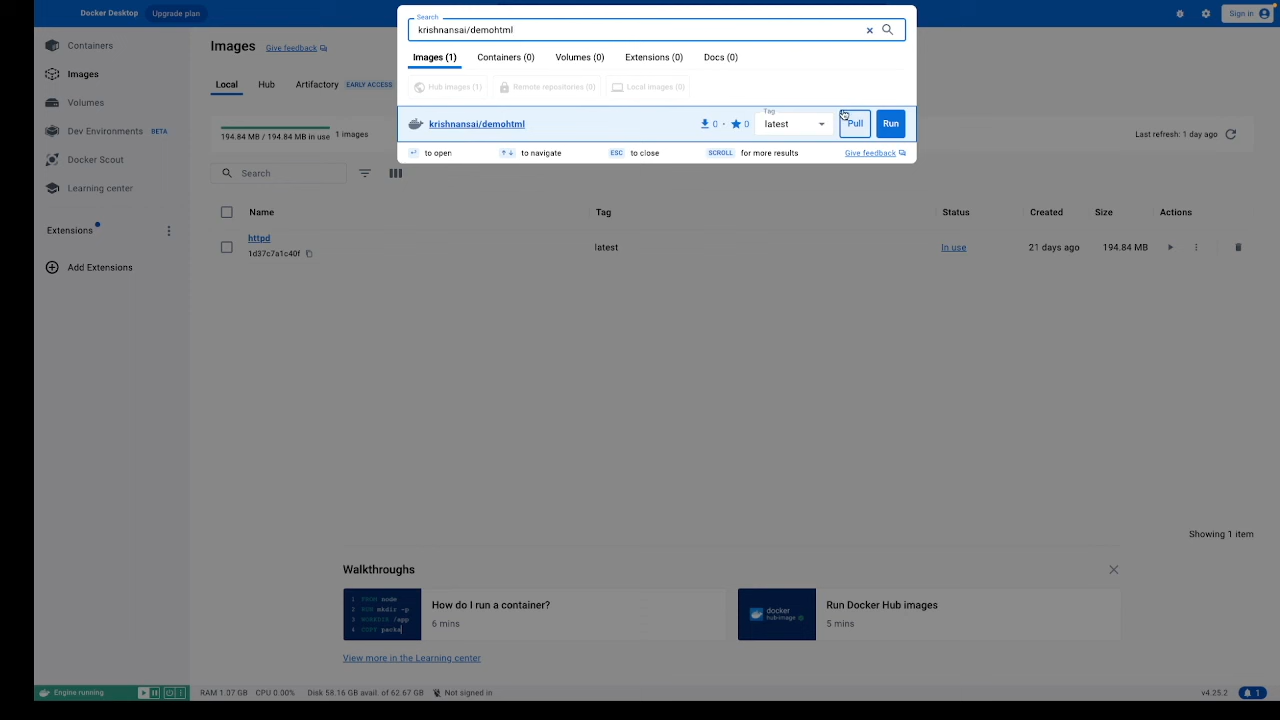 Docker Desktop
Upgrade plan
Sign in
Search
krishnansai/demohtml
Images (1)
Containers (0)
Volumes (0)
Extensions (0)
Docs (0)
Hub images (1)
Remote repositories (0)
Local images (0)
krishnansai/demohtml
0 · 0
Tag
latest
Pull
Run
to open
to navigate
ESC to close
SCROLL for more results
Give feedback
Containers
Images
Volumes
Dev Environments BETA
Docker Scout
Learning center
Extensions
Add Extensions
Images Give feedback
Local
Hub
Artifactory EARLY ACCESS
194.84 MB / 194.84 MB in use 1 images
Last refresh: 1 day ago
Search
Name Tag Status Created Size Actions
httpd
1d37c7a1c40f
latest In use 21 days ago 194.84 MB
Showing 1 item
Walkthroughs
1 FROM node
2 RUN mkdir -p
3 WORKDIR /app
4 COPY packa
How do I run a container?
6 mins
docker
hub-image
Run Docker Hub images
5 mins
View more in the Learning center
Engine running
RAM 1.07 GB CPU 0.00% Disk 58.16 GB avail. of 62.67 GB Not signed in
v4.25.2
1